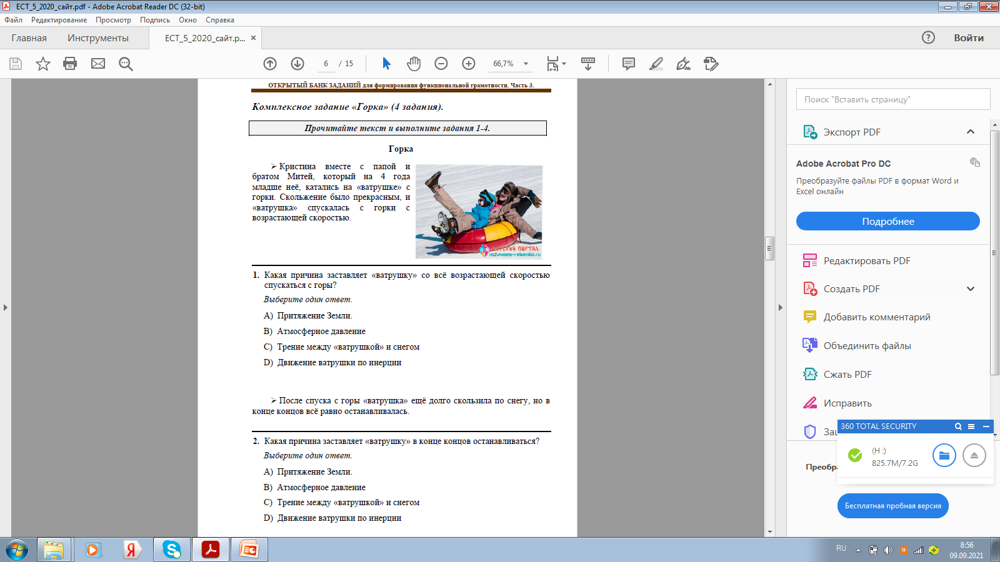 ЕСТ_5_2020_сайт.pdf - Adobe Acrobat Reader DC (32-bit)
Файл Редактирование Просмотр Подпись Окно Справка
Главная Инструменты ЕСТ_5_2020_сайт.р... × Войти
6 / 15 66,7%
ОТКРЫТЫЙ БАНК ЗАДАНИЙ для формирования функциональной грамотности. Часть 3.
Комплексное задание «Горка» (4 задания).
Прочитайте текст и выполните задания 1-4.
Горка
➢ Кристина вместе с папой и
братом Митей, который на 4 года
младше неё, катались на «ватрушке» с
горки. Скольжение было прекрасным, и
«ватрушка» спускалась с горки с
возрастающей скоростью.
ПОРТАЛ
razvivaem-rebenka.ru
1. Какая причина заставляет «ватрушку» со всё возрастающей скоростью
спускаться с горы?
Выберите один ответ.
A) Притяжение Земли.
B) Атмосферное давление
C) Трение между «ватрушкой» и снегом
D) Движение ватрушки по инерции
➢ После спуска с горы «ватрушка» ещё долго скользила по снегу, но в
конце концов всё равно останавливалась.
2. Какая причина заставляет «ватрушку» в конце концов останавливаться?
Выберите один ответ.
A) Притяжение Земли.
B) Атмосферное давление
C) Трение между «ватрушкой» и снегом
D) Движение ватрушки по инерции
Поиск "Вставить страницу"
Экспорт PDF
Adobe Acrobat Pro DC
Преобразуйте файлы PDF в формат Word и
Excel онлайн
Подробнее
Редактировать PDF
Создать PDF
Добавить комментарий
Объединить файлы
Сжать PDF
Исправить
Защ
360 TOTAL SECURITY
(H :)
825.7M/7.2G
Преобра
Бесплатная пробная версия
RU
8:56
09.09.2021